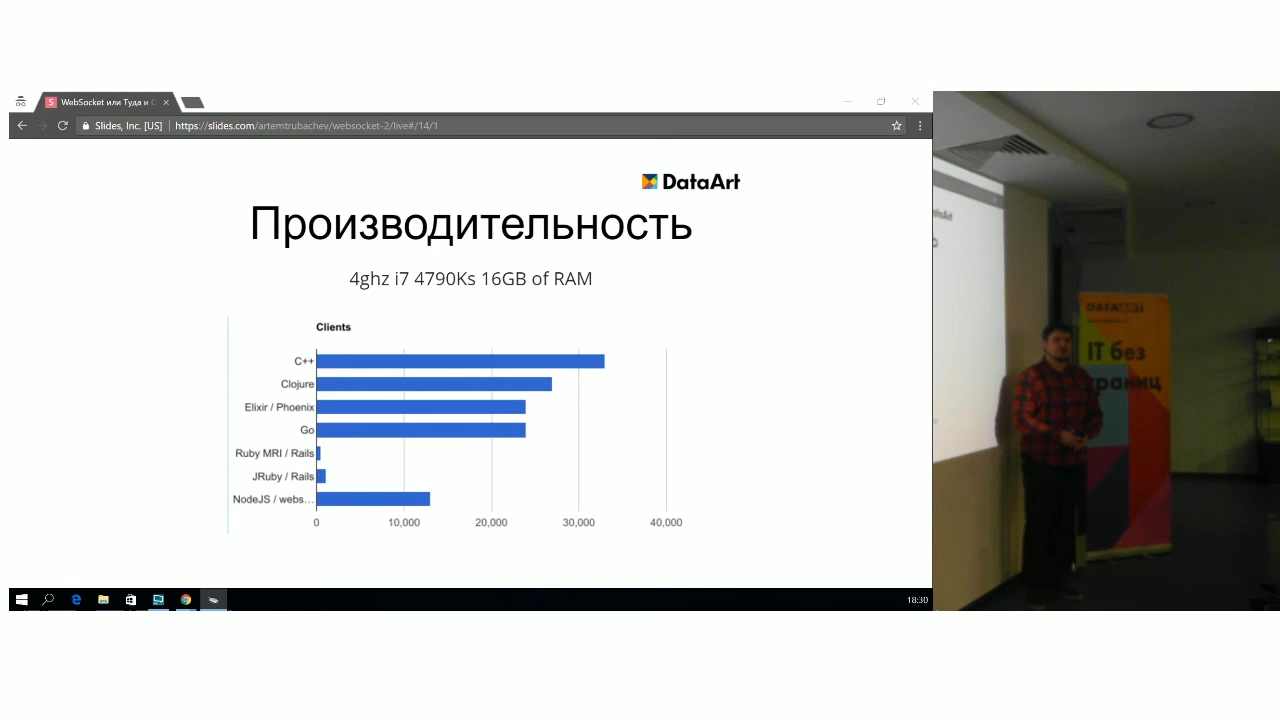 WebSocket или Туда и С
Slides, Inc. [US]
https://slides.com/artemtrubachev/websocket-2/live#/14/1
DataArt
Производительность
4ghz i7 4790Ks 16GB of RAM
Clients
C++
Clojure
Elixir / Phoenix
Go
Ruby MRI / Rails
JRuby / Rails
NodeJS / webs...
0 10,000 20,000 30,000 40,000
18:30
DATAART
IT без
границ